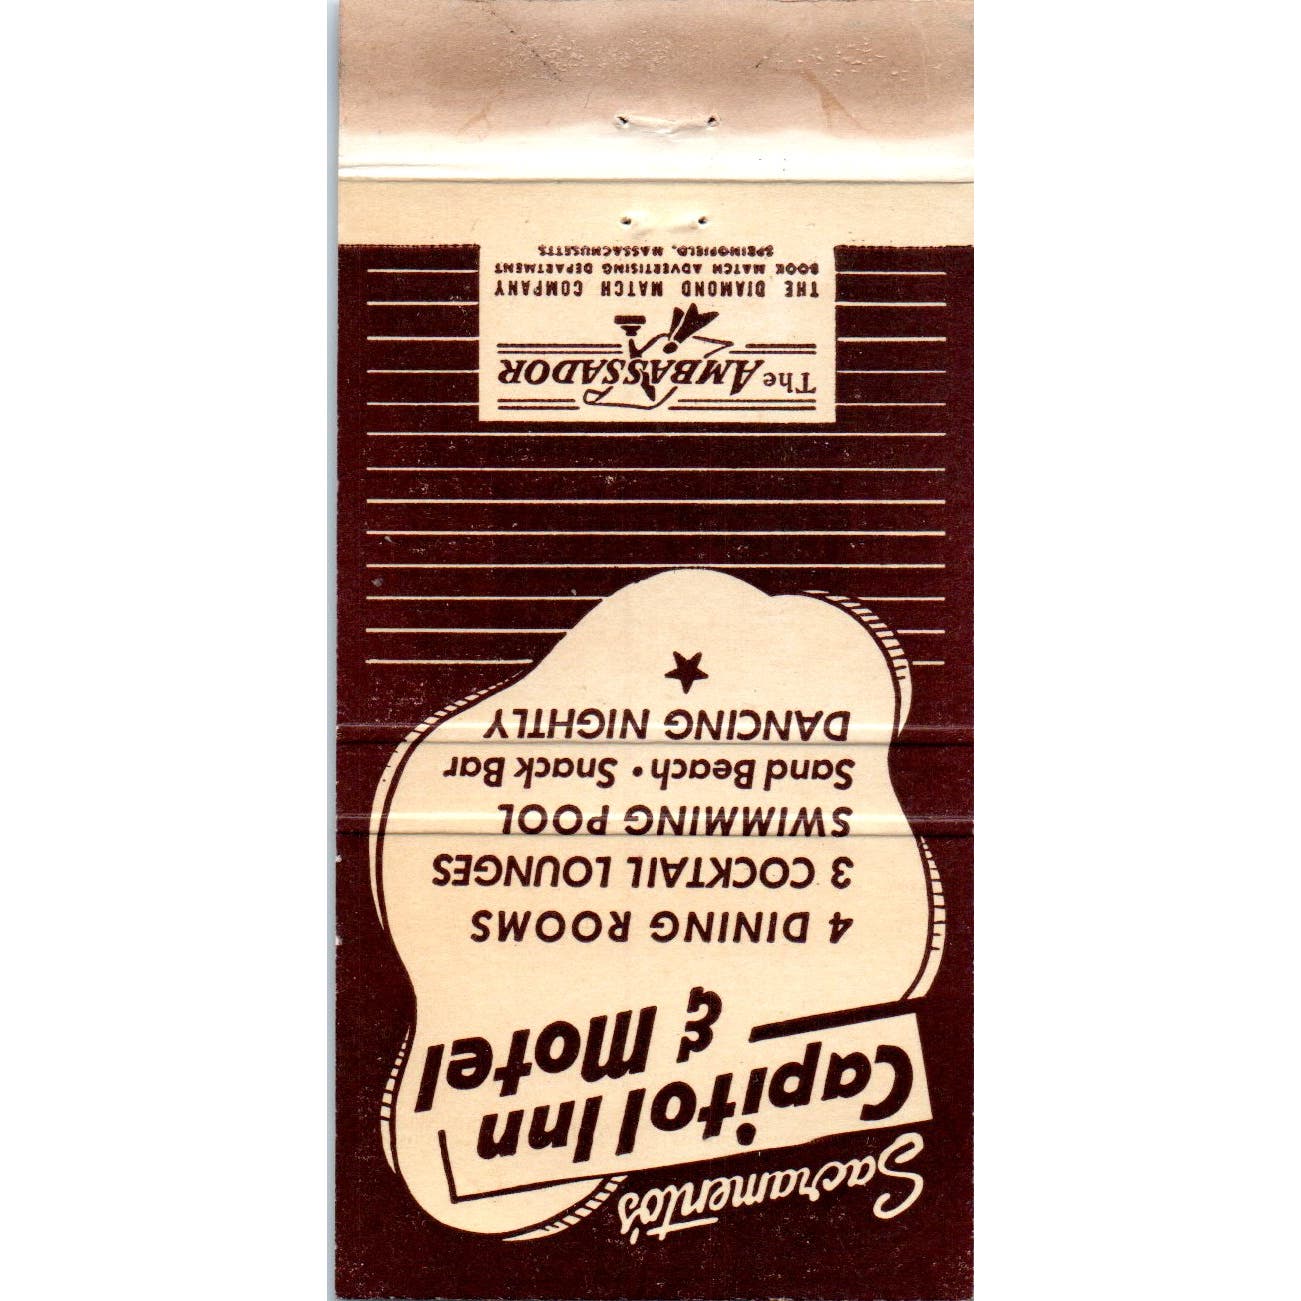 Sacramento's
Capitol Inn
& Motel
4 DINING ROOMS
3 COCKTAIL LOUNGES
SWIMMING POOL
Sand Beach • Snack Bar
DANCING NIGHTLY
The AMBASSADOR
THE DIAMOND MATCH COMPANY
BOOK MATCH ADVERTISING DEPARTMENT
SPRINGFIELD, MASSACHUSETTS